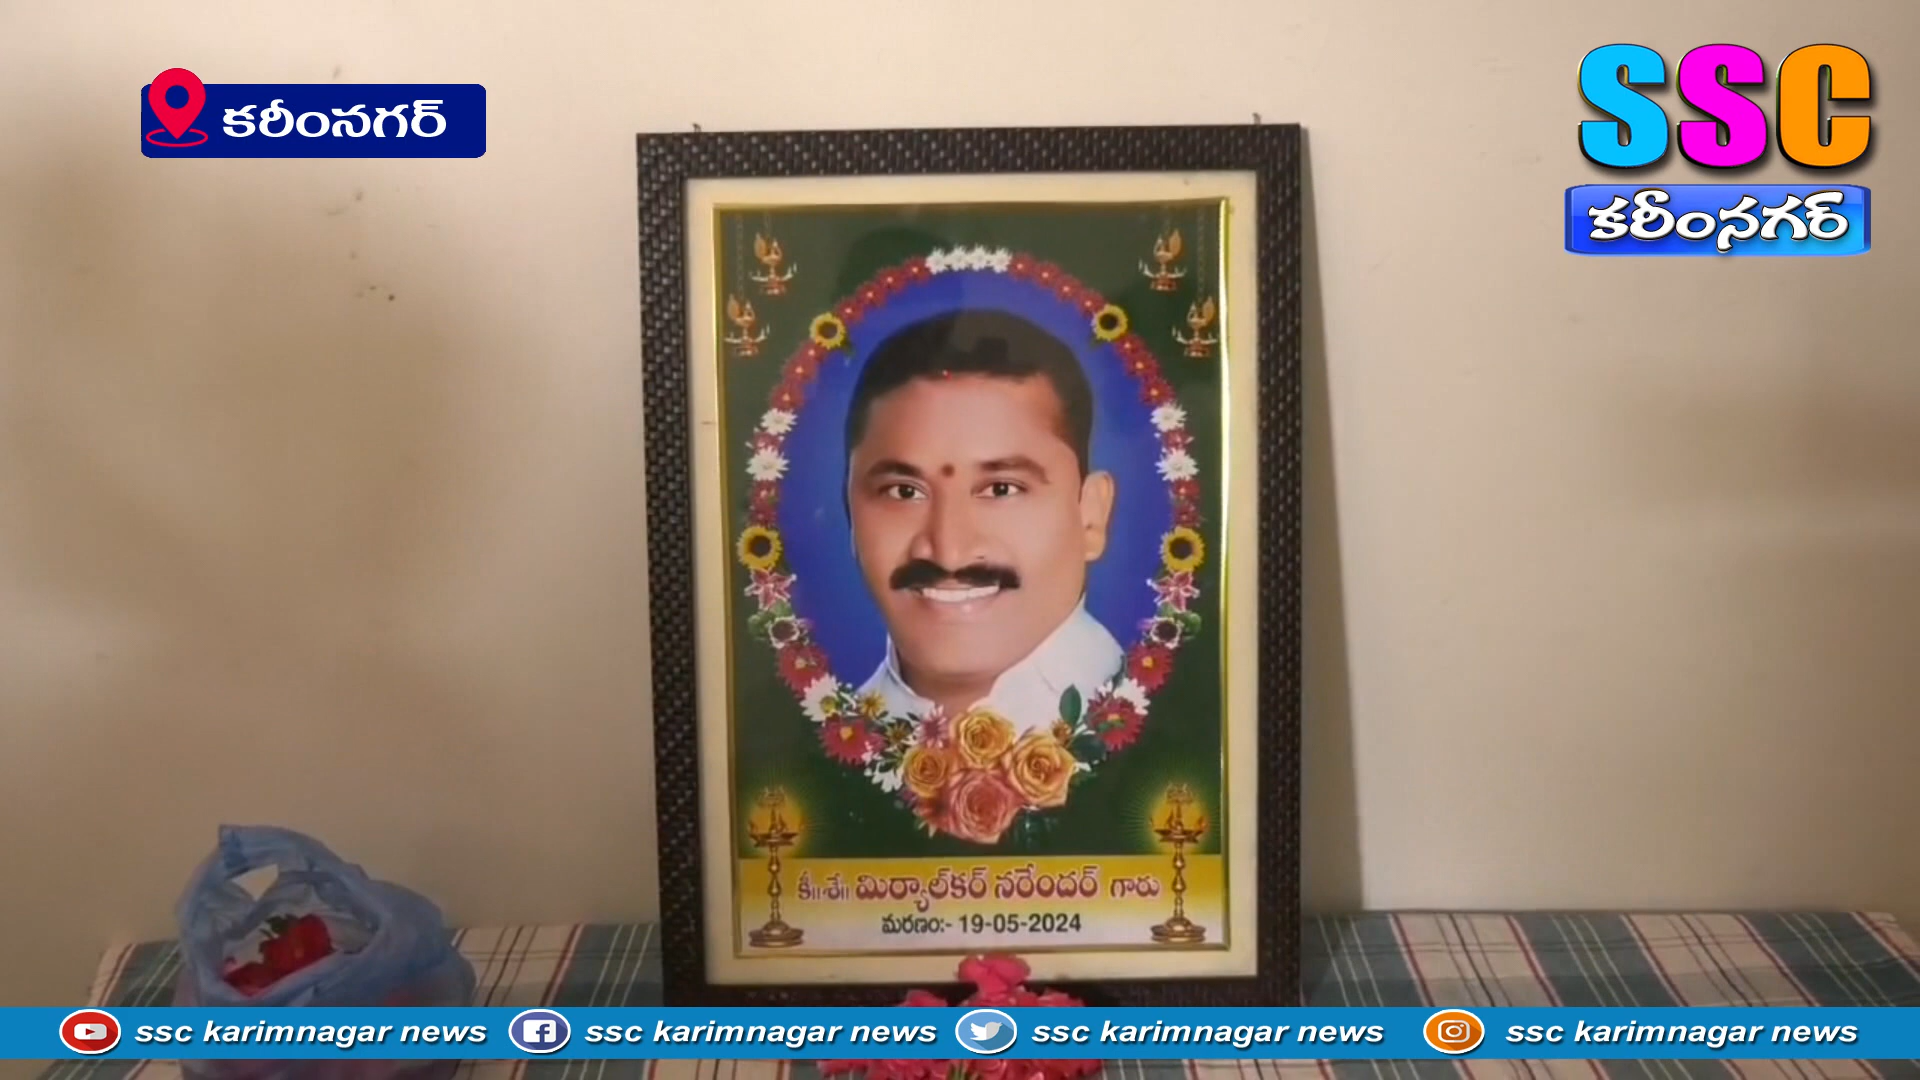 కరీంనగర్
SSC
కరీంనగర్
కీ॥శే॥ మిర్యాల్‌కర్ నరేందర్ గారు
మరణం:- 19-05-2024
ssc karimnagar news ssc karimnagar news ssc karimnagar news ssc karimnagar news